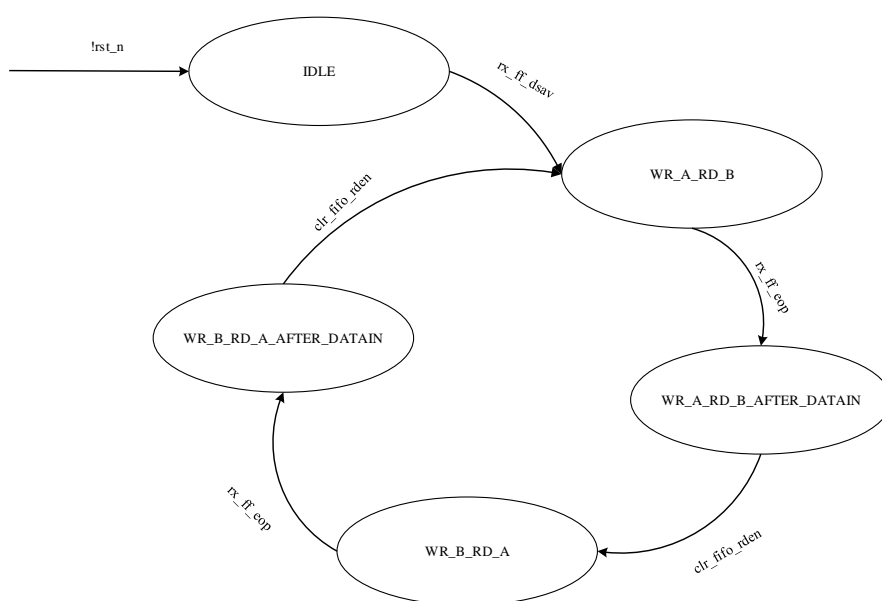 !rst_n
IDLE
rx_ff_dsav
WR_A_RD_B
clr_fifo_rden
rx_ff_eop
WR_B_RD_A_AFTER_DATAIN
WR_A_RD_B_AFTER_DATAIN
rx_ff_eop
WR_B_RD_A
clr_fifo_rden